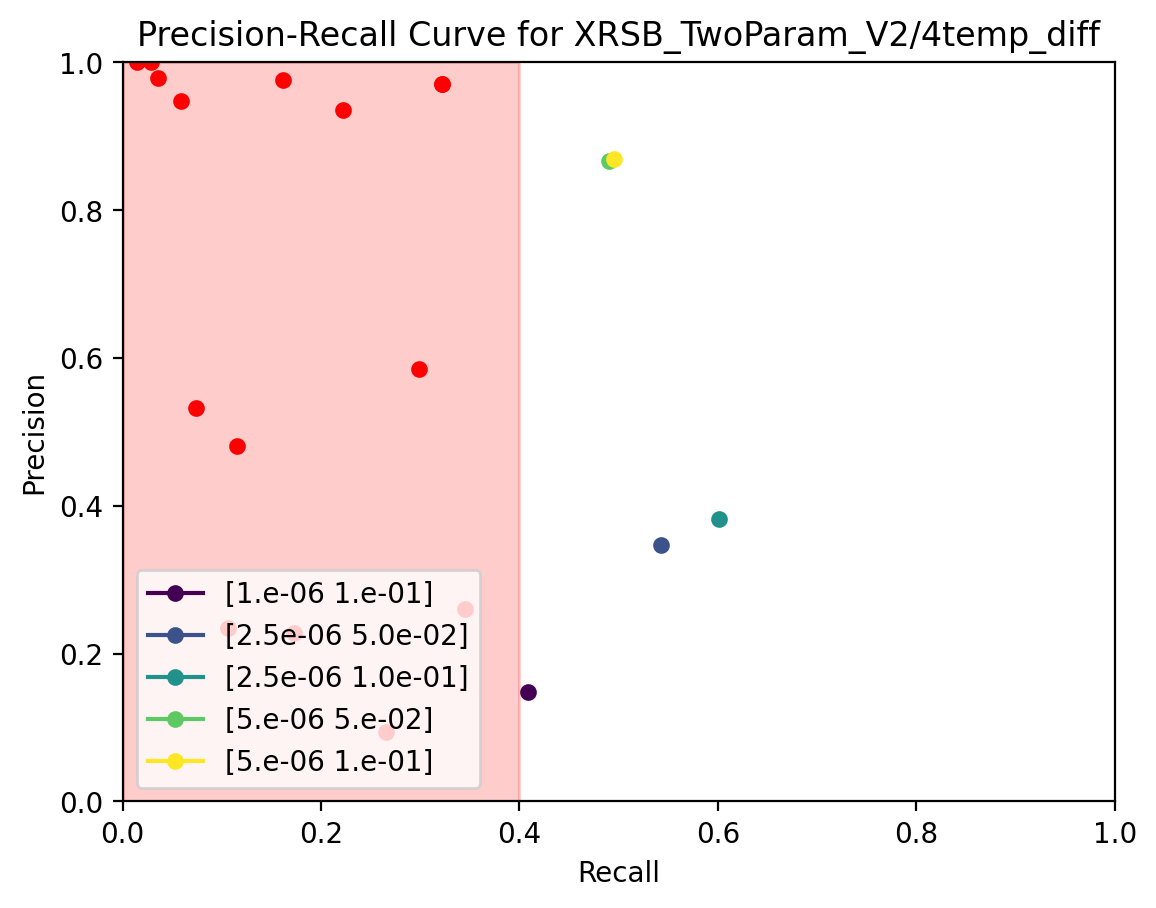 Precision-Recall Curve for XRSB_TwoParam_V2/4temp_diff
1.0
0.8
0.6
0.4
0.2
0.0
Precision
[1.e-06 1.e-01]
[2.5e-06 5.0e-02]
[2.5e-06 1.0e-01]
[5.e-06 5.e-02]
[5.e-06 1.e-01]
0.0 0.2 0.4 0.6 0.8 1.0
Recall